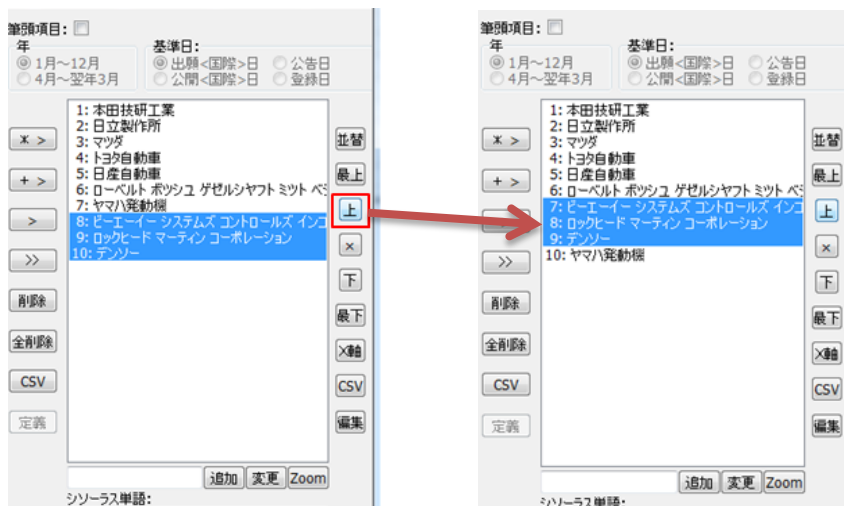 筆頭項目:
年
基準日:
1月～12月
出願<国際>日
公告日
4月～翌年3月
公開<国際>日
登録日
* >
+ >
>
>>
削除
全削除
CSV
定義
1: 本田技研工業
2: 日立製作所
3: マツダ
4: トヨタ自動車
5: 日産自動車
6: ローベルト ボッシュ ゲゼルシャフト ミツト ベシ
7: ヤマハ発動機
8: ビーエーイー システムズ コントロールズ インコ
9: ロックヒード マーティン コーポレーション
10: デンソー
並替
最上
上
×
下
最下
X軸
CSV
編集
追加
変更
Zoom
シソーラス単語:
筆頭項目:
年
基準日:
1月～12月
出願<国際>日
公告日
4月～翌年3月
公開<国際>日
登録日
* >
+ >
>>
削除
全削除
CSV
定義
1: 本田技研工業
2: 日立製作所
3: マツダ
4: トヨタ自動車
5: 日産自動車
6: ローベルト ボッシュ ゲゼルシャフト ミツト ベシ
7: ビーエーイー システムズ コントロールズ インコ
8: ロックヒード マーティン コーポレーション
9: デンソー
10: ヤマハ発動機
並替
最上
上
×
下
最下
X軸
CSV
編集
追加
変更
Zoom
シソーラス単語: